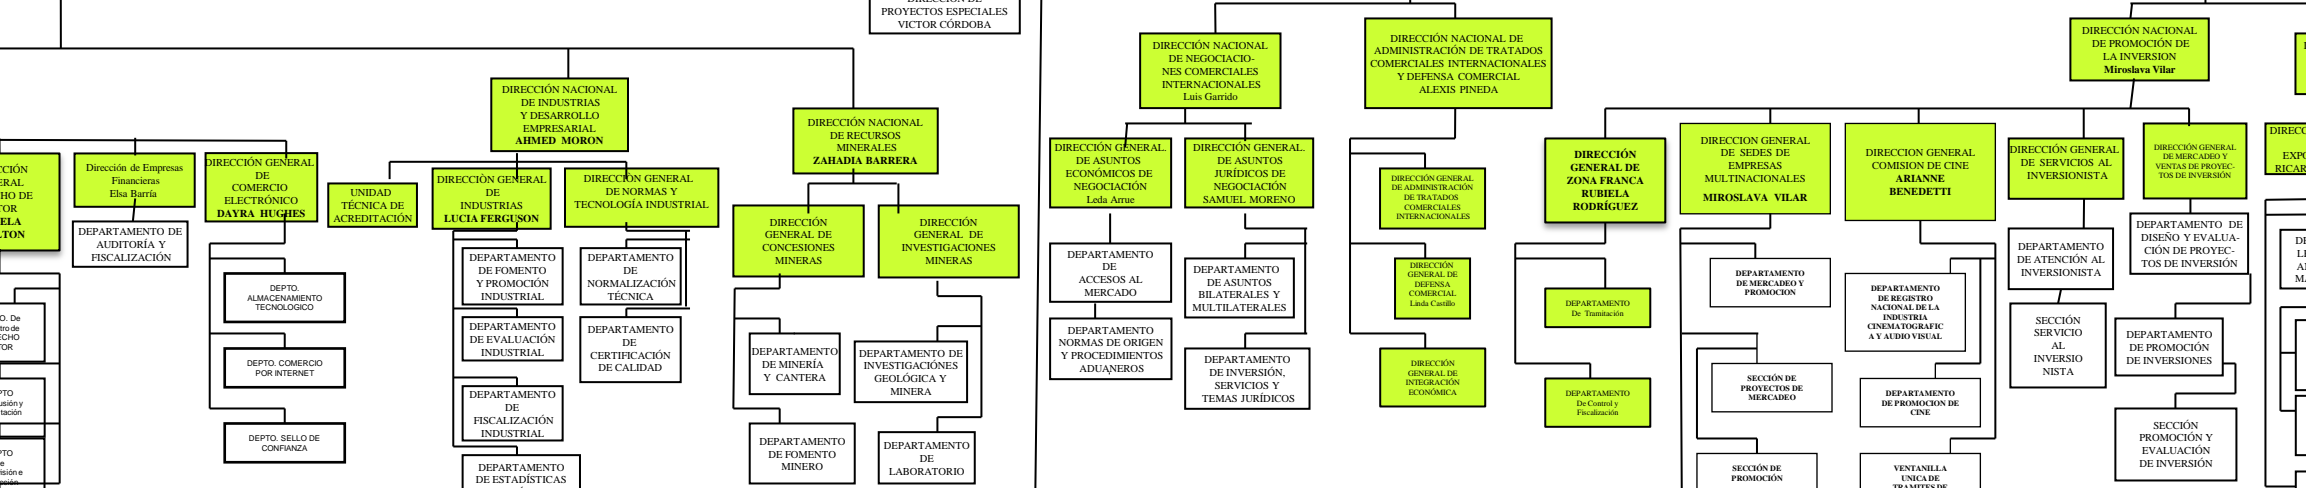 PROYECTOS ESPECIALES
VICTOR CÓRDOBA
DIRECCIÓN NACIONAL
DE INDUSTRIAS
Y DESARROLLO
EMPRESARIAL
AHMED MORON
DIRECCIÓN NACIONAL
DE RECURSOS
MINERALES
ZAHADIA BARRERA
Dirección de Empresas
Financieras
Elsa Barría
DEPARTAMENTO DE
AUDITORÍA Y
FISCALIZACIÓN
DIRECCIÓN GENERAL
DE
COMERCIO
ELECTRÓNICO
DAYRA HUGHES
DEPTO.
ALMACENAMIENTO
TECNOLOGICO
DEPTO. COMERCIO
POR INTERNET
DEPTO. SELLO DE
CONFIANZA
UNIDAD
TÉCNICA DE
ACREDITACIÓN
DIRECCIÒN GENERAL
DE
INDUSTRIAS
LUCIA FERGUSON
DEPARTAMENTO
DE FOMENTO
Y PROMOCIÓN
INDUSTRIAL
DEPARTAMENTO
DE EVALUACIÓN
INDUSTRIAL
DEPARTAMENTO
DE
FISCALIZACIÓN
INDUSTRIAL
DEPARTAMENTO
DE ESTADÍSTICAS
DIRECCIÓN GENERAL
DE NORMAS Y
TECNOLOGÍA INDUSTRIAL
DEPARTAMENTO
DE
NORMALIZACIÓN
TÉCNICA
DEPARTAMENTO
DE
CERTIFICACIÓN
DE CALIDAD
DIRECCIÓN
GENERAL DE
CONCESIONES
MINERAS
DEPARTAMENTO
DE MINERÍA
Y CANTERA
DEPARTAMENTO
DE FOMENTO
MINERO
DIRECCIÓN
GENERAL DE
INVESTIGACIONES
MINERAS
DEPARTAMENTO DE
INVESTIGACIÓNES
GEOLÓGICA Y
MINERA
DEPARTAMENTO
DE
LABORATORIO
DIRECCIÓN NACIONAL
DE NEGOCIACIO-
NES COMERCIALES
INTERNACIONALES
Luis Garrido
DIRECCIÓN GENERAL.
DE ASUNTOS
ECONÓMICOS DE
NEGOCIACIÓN
Leda Arrue
DEPARTAMENTO
DE
ACCESOS AL
MERCADO
DEPARTAMENTO
NORMAS DE ORIGEN
Y PROCEDIMIENTOS
ADUANEROS
DIRECCIÓN GENERAL.
DE ASUNTOS
JURÍDICOS DE
NEGOCIACIÓN
SAMUEL MORENO
DEPARTAMENTO
DE ASUNTOS
BILATERALES Y
MULTILATERALES
DEPARTAMENTO
DE INVERSIÓN,
SERVICIOS Y
TEMAS JURÍDICOS
DIRECCIÓN NACIONAL DE
ADMINISTRACIÓN DE TRATADOS
COMERCIALES INTERNACIONALES
Y DEFENSA COMERCIAL
ALEXIS PINEDA
DIRECCIÓN GENERAL
DE ADMINISTRACIÓN
DE TRATADOS
COMERCIALES
INTERNACIONALES
DIRECCIÓN
GENERAL DE
DEFENSA
COMERCIAL
Linda Castillo
DIRECCIÓN
GENERAL DE
INTEGRACIÓN
ECONÓMICA
DIRECCIÓN NACIONAL
DE PROMOCIÓN DE
LA INVERSION
Miroslava Vilar
DIRECCIÓN
GENERAL DE
ZONA FRANCA
RUBIELA
RODRÍGUEZ
DEPARTAMENTO
De Tramitación
DEPARTAMENTO
De Control y
Fiscalización
DIRECCION GENERAL
DE SEDES DE
EMPRESAS
MULTINACIONALES
MIROSLAVA VILAR
DEPARTAMENTO
DE MERCADEO Y
PROMOCION
SECCIÓN DE
PROYECTOS DE
MERCADEO
SECCIÓN DE
PROMOCIÓN
DIRECCION GENERAL
COMISION DE CINE
ARIANNE
BENEDETTI
DEPARTAMENTO
DE REGISTRO
NACIONAL DE LA
INDUSTRIA
CINEMATOGRAFIC
A Y AUDIO VISUAL
DEPARTAMENTO
DE PROMOCION DE
CINE
VENTANILLA
UNICA DE
TRAMITES DE
DIRECCIÓN GENERAL
DE SERVICIOS AL
INVERSIONISTA
DEPARTAMENTO
DE ATENCIÓN AL
INVERSIONISTA
SECCIÓN
SERVICIO
AL
INVERSIO
NISTA
DIRECCIÓN GENERAL
DE MERCADEO Y
VENTAS DE PROYEC-
TOS DE INVERSIÓN
DEPARTAMENTO DE
DISEÑO Y EVALUA-
CIÓN DE PROYEC-
TOS DE INVERSIÓN
DEPARTAMENTO
DE PROMOCIÓN
DE INVERSIONES
SECCIÓN
PROMOCIÓN Y
EVALUACIÓN
DE INVERSIÓN